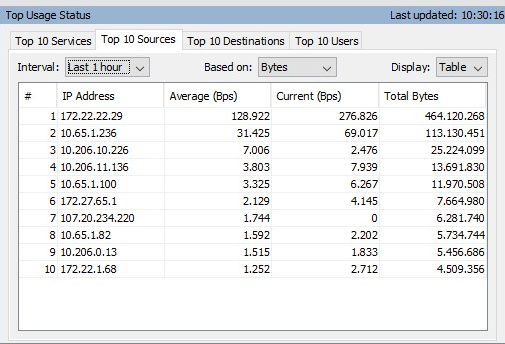 Top Usage Status Last updated: 10:30:16
Top 10 Services Top 10 Sources Top 10 Destinations Top 10 Users
Interval: Last 1 hour Based on: Bytes Display: Table
# IP Address Average (Bps) Current (Bps) Total Bytes
1 172.22.22.29 128.922 276.826 464.120.268
2 10.65.1.236 31.425 69.017 113.130.451
3 10.206.10.226 7.006 2.476 25.224.099
4 10.206.11.136 3.803 7.939 13.691.830
5 10.65.1.100 3.325 6.267 11.970.508
6 172.27.65.1 2.129 4.145 7.664.980
7 107.20.234.220 1.744 0 6.281.740
8 10.65.1.82 1.592 2.202 5.734.744
9 10.206.0.13 1.515 1.833 5.456.686
10 172.22.1.68 1.252 2.712 4.509.356